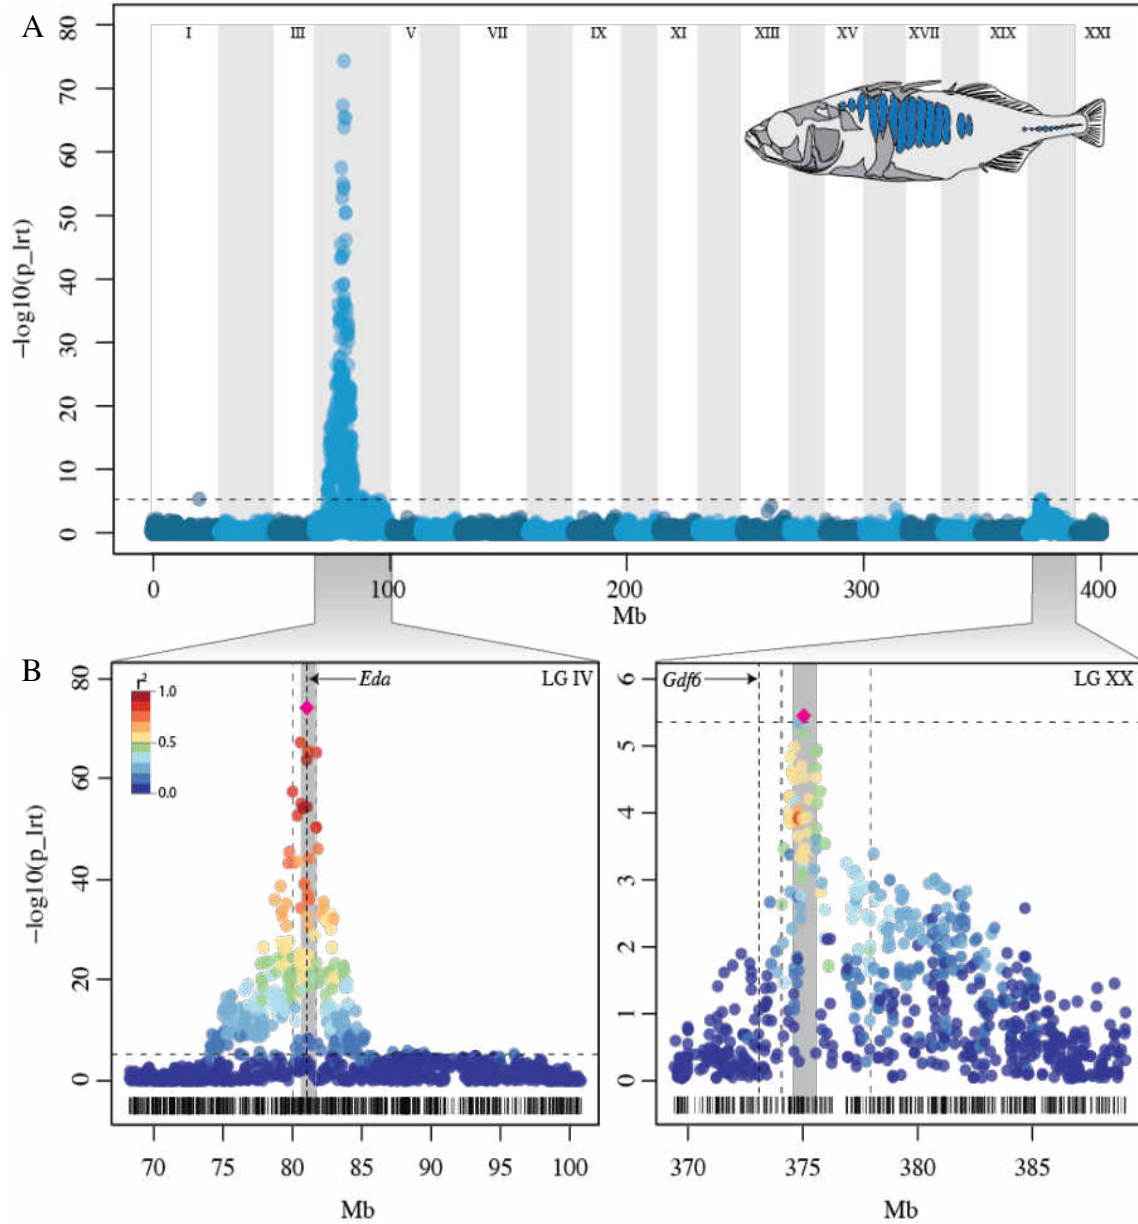 A
I III V VII IX XI XIII XV XVII XIX XXI
−log10(p_lrt)
80
70
60
50
40
30
20
10
0
0 100 200 300 400
Mb
B
r²
1.0
0.5
0.0
Eda
LG IV
−log10(p_lrt)
80
60
40
20
0
70 75 80 85 90 95 100
Mb
Gdf6
LG XX
6
5
4
3
2
1
0
370 375 380 385
Mb